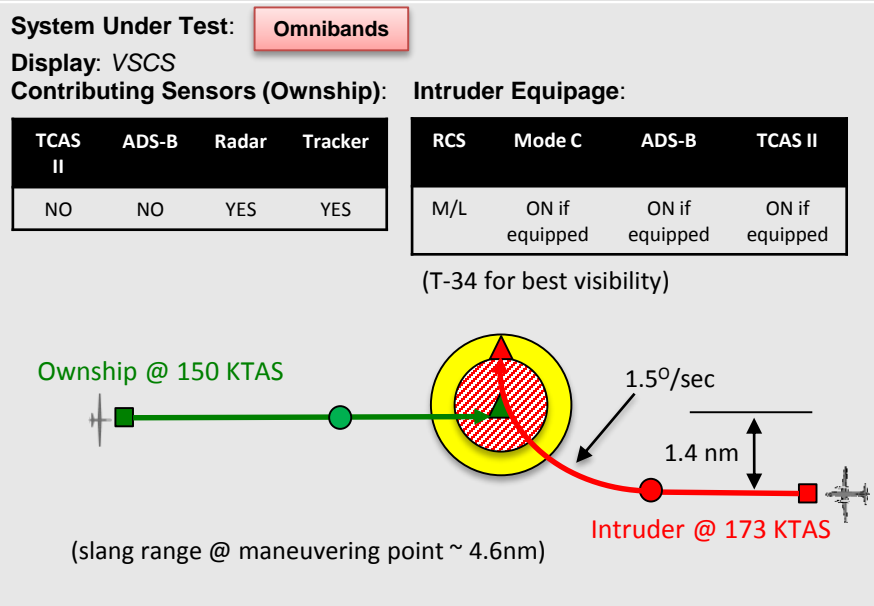 System Under Test: Omnibands
Display: VSCS
Contributing Sensors (Ownship): Intruder Equipage:
TCAS II ADS-B Radar Tracker
NO NO YES YES
RCS Mode C ADS-B TCAS II
M/L ON if equipped ON if equipped ON if equipped
(T-34 for best visibility)
Ownship @ 150 KTAS
1.5O/sec
1.4 nm
Intruder @ 173 KTAS
(slang range @ maneuvering point ~ 4.6nm)